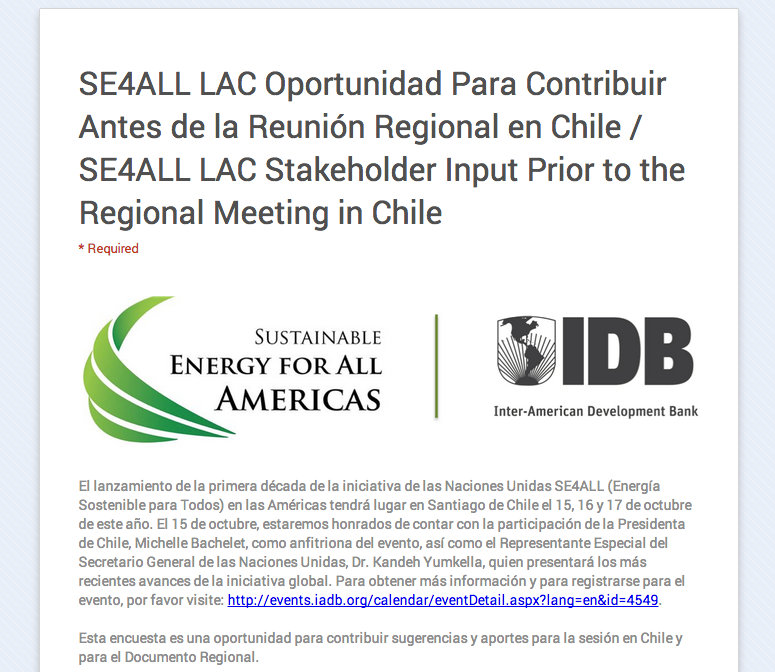 SE4ALL LAC Oportunidad Para Contribuir
Antes de la Reunión Regional en Chile /
SE4ALL LAC Stakeholder Input Prior to the
Regional Meeting in Chile
* Required
SUSTAINABLE
ENERGY FOR ALL
AMERICAS
IDB
Inter-American Development Bank
El lanzamiento de la primera década de la iniciativa de las Naciones Unidas SE4ALL (Energía
Sostenible para Todos) en las Américas tendrá lugar en Santiago de Chile el 15, 16 y 17 de octubre
de este año. El 15 de octubre, estaremos honrados de contar con la participación de la Presidenta
de Chile, Michelle Bachelet, como anfitriona del evento, así como el Representante Especial del
Secretario General de las Naciones Unidas, Dr. Kandeh Yumkella, quien presentará los más
recientes avances de la iniciativa global. Para obtener más información y para registrarse para el
evento, por favor visite: http://events.iadb.org/calendar/eventDetail.aspx?lang=en&id=4549.
Esta encuesta es una oportunidad para contribuir sugerencias y aportes para la sesión en Chile y
para el Documento Regional.